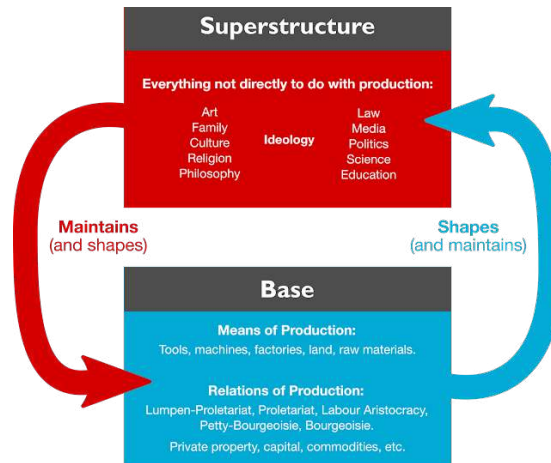 Superstructure
Everything not directly to do with production:
Art
Family
Culture
Religion
Philosophy
Ideology
Law
Media
Politics
Science
Education
Maintains
(and shapes)
Shapes
(and maintains)
Base
Means of Production:
Tools, machines, factories, land, raw materials.
Relations of Production:
Lumpen-Proletariat, Proletariat, Labour Aristocracy,
Petty-Bourgeoisie, Bourgeoisie.
Private property, capital, commodities, etc.